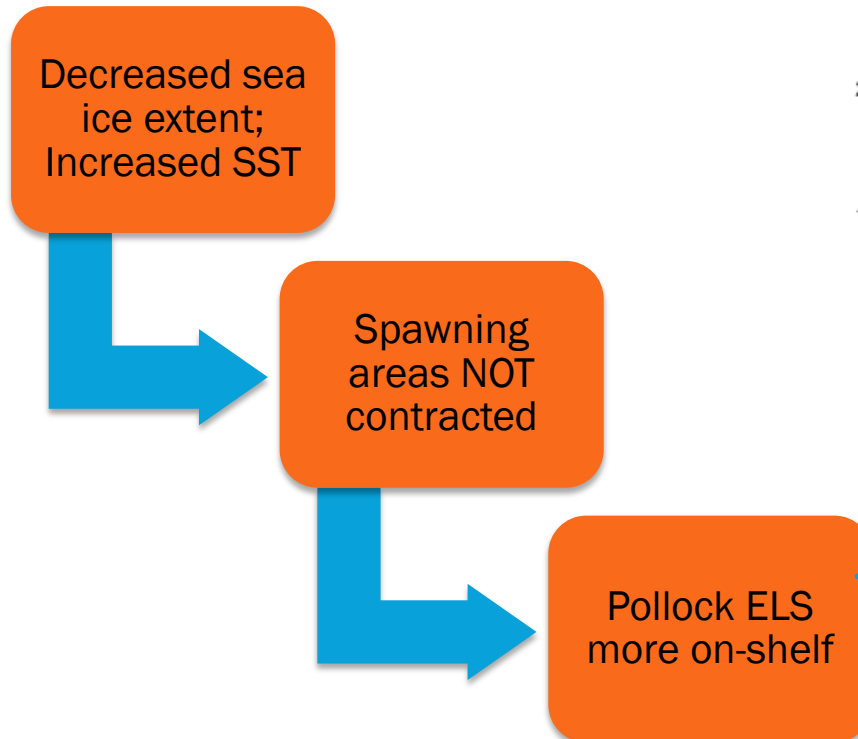 Decreased sea
ice extent;
Increased SST
Spawning
areas NOT
contracted
Pollock ELS
more on-shelf